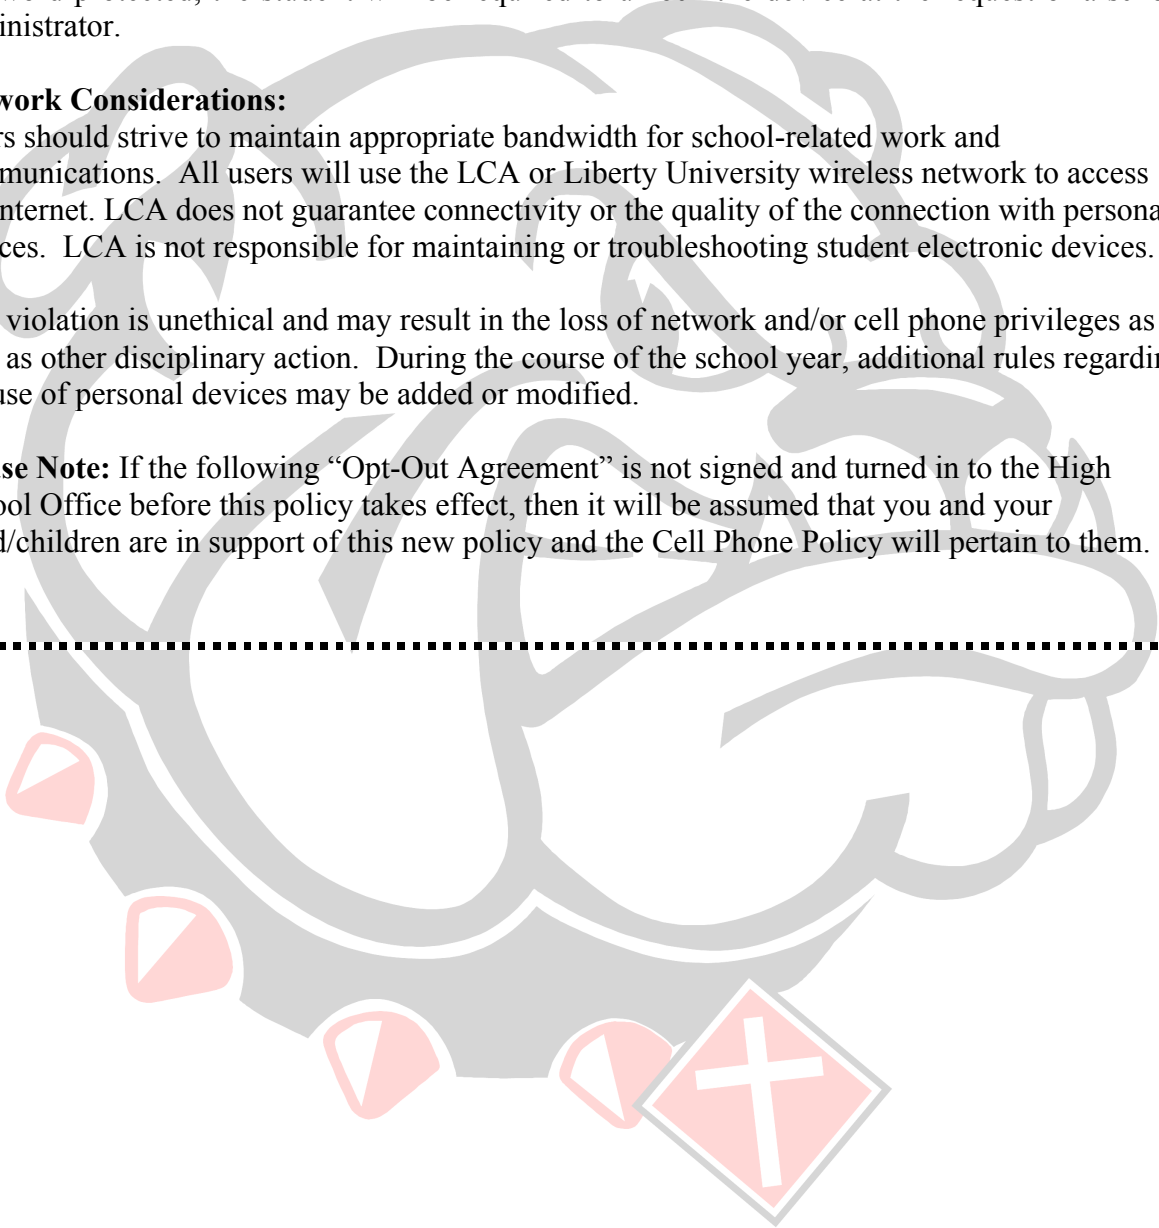 inistrator.
work Considerations:
rs should strive to maintain appropriate bandwidth for school-related work and
munications. All users will use the LCA or Liberty University wireless network to access
nternet. LCA does not guarantee connectivity or the quality of the connection with persona
ces. LCA is not responsible for maintaining or troubleshooting student electronic devices.
violation is unethical and may result in the loss of network and/or cell phone privileges as
as other disciplinary action. During the course of the school year, additional rules regardin
use of personal devices may be added or modified.
se Note: If the following “Opt-Out Agreement” is not signed and turned in to the High
ool Office before this policy takes effect, then it will be assumed that you and your
d/children are in support of this new policy and the Cell Phone Policy will pertain to them.